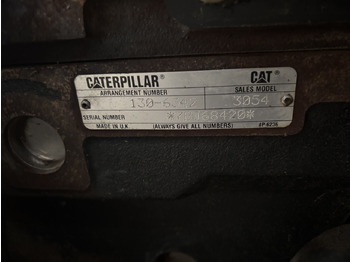 CATERPILLAR CAT
ARRANGEMENT NUMBER SALES MODEL
3054
SERIAL NUMBER
MADE IN U.K (ALWAYS GIVE ALL NUMBERS)